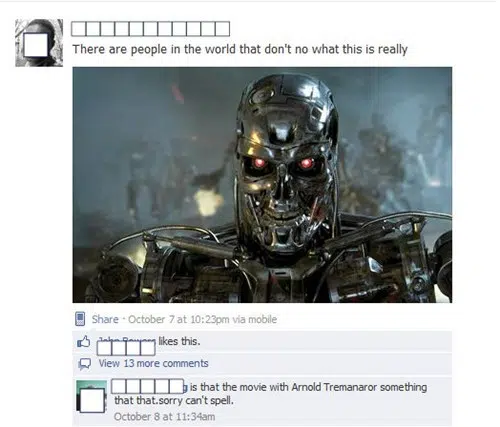 There are people in the world that don't no what this is really
Share · October 7 at 10:23pm via mobile
likes this.
View 13 more comments
is that the movie with Arnold Tremanaror something
that that.sorry can't spell.
October 8 at 11:34am